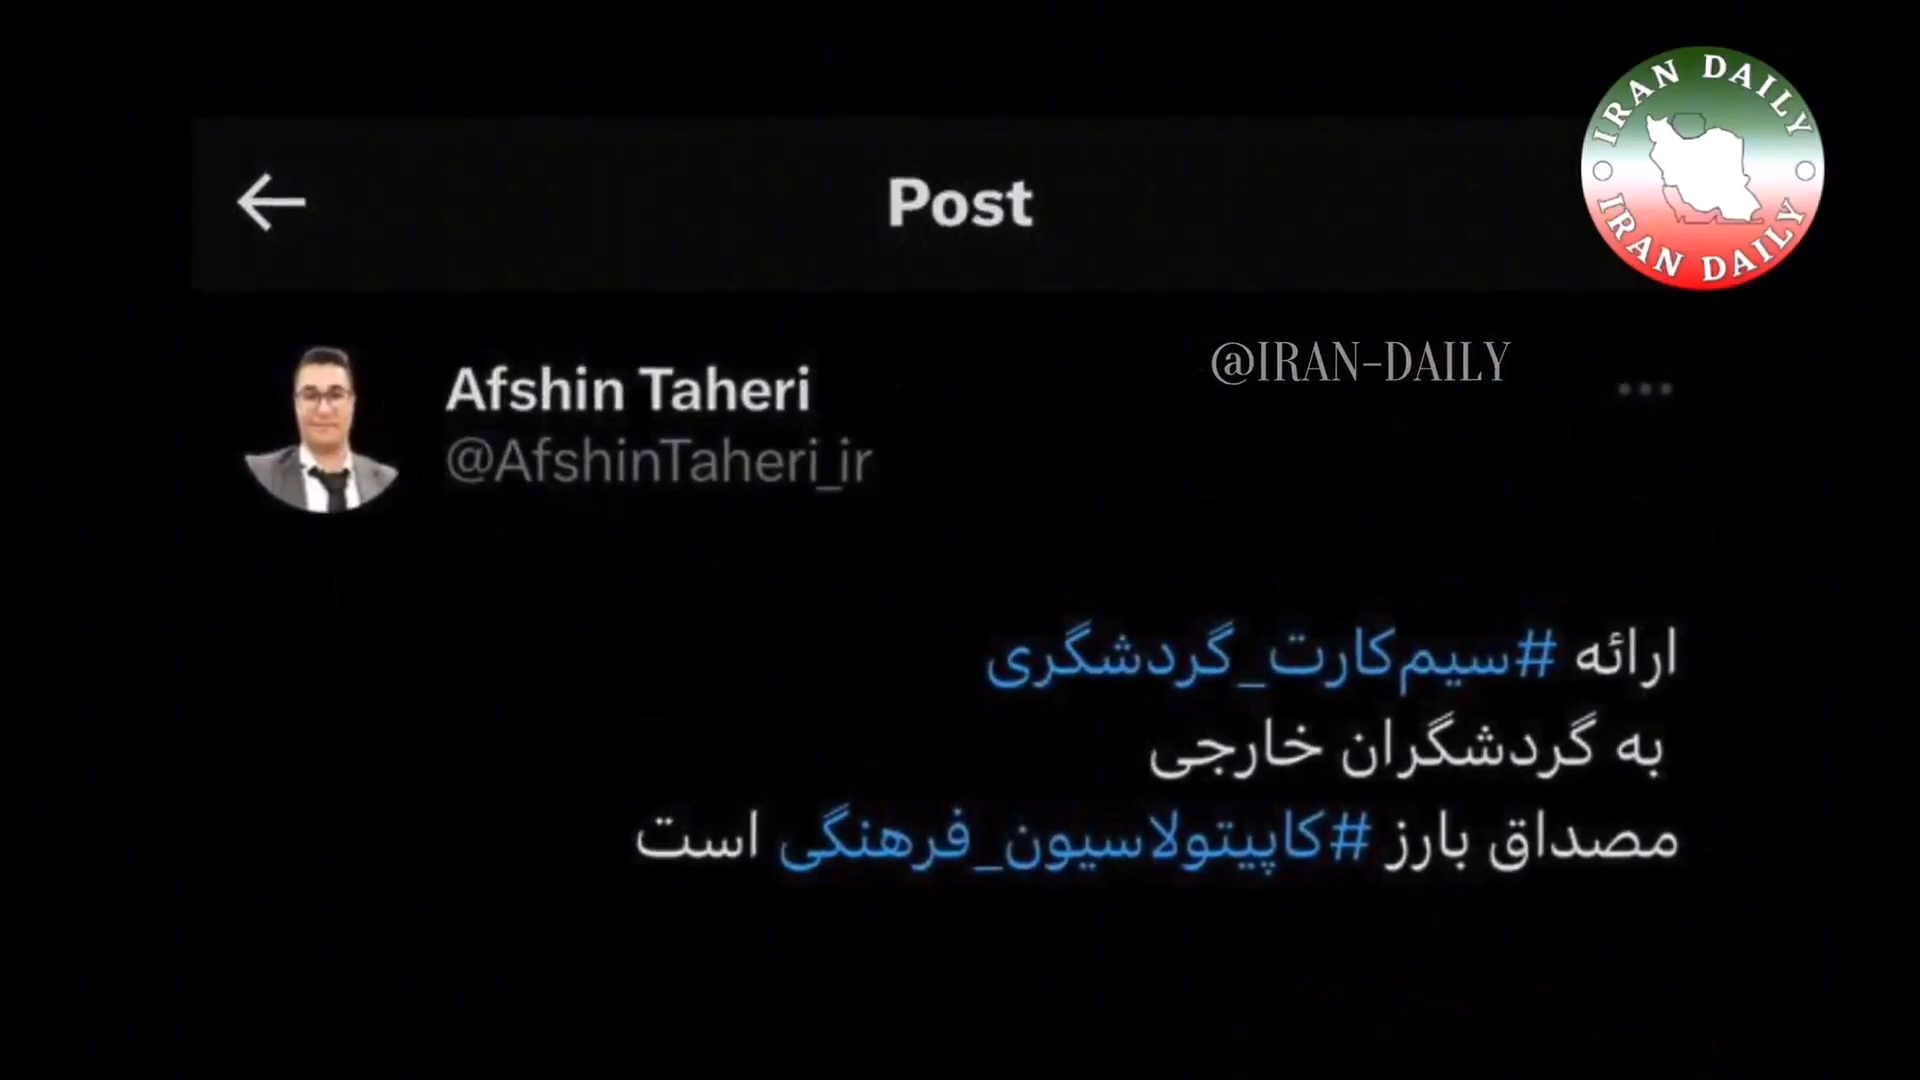 IRAN DAILY
IRAN DAILY
Post
@IRAN-DAILY
Afshin Taheri
@AfshinTaheri_ir
ارائه #سیم‌کارت_گردشگری
به گردشگران خارجی
مصداق بارز #کاپیتولاسیون_فرهنگی است